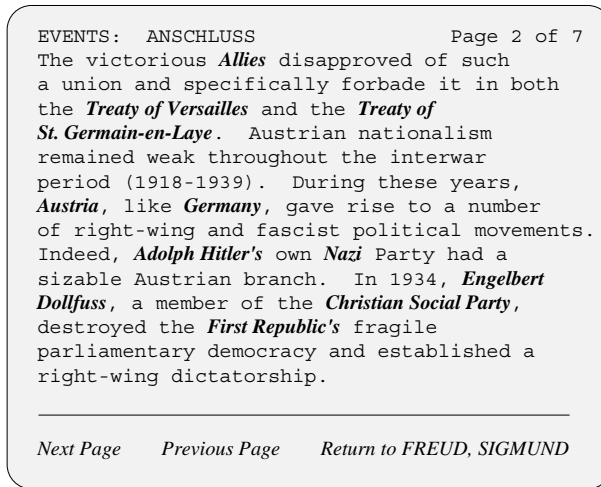 EVENTS: ANSCHLUSS Page 2 of 7
The victorious Allies disapproved of such
a union and specifically forbade it in both
the Treaty of Versailles and the Treaty of
St. Germain-en-Laye. Austrian nationalism
remained weak throughout the interwar
period (1918-1939). During these years,
Austria, like Germany, gave rise to a number
of right-wing and fascist political movements.
Indeed, Adolph Hitler's own Nazi Party had a
sizable Austrian branch. In 1934, Engelbert
Dollfuss, a member of the Christian Social Party,
destroyed the First Republic's fragile
parliamentary democracy and established a
right-wing dictatorship.
Next Page Previous Page Return to FREUD, SIGMUND